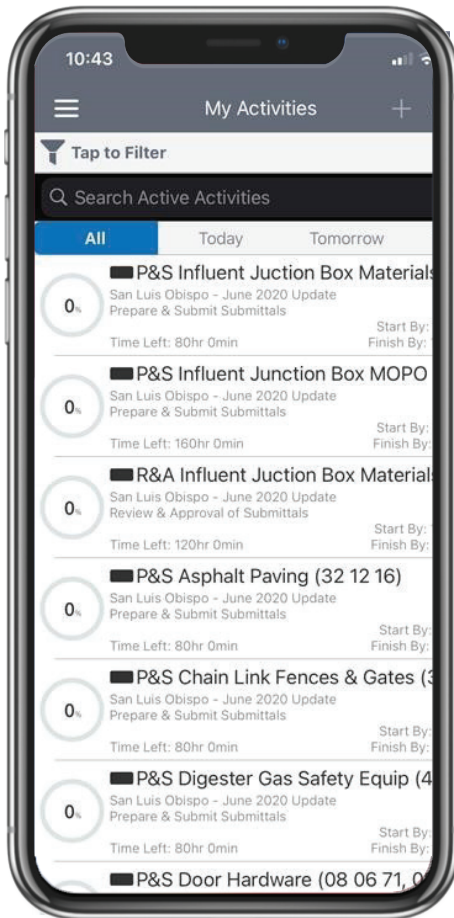 10:43
My Activities
Tap to Filter
Search Active Activities
All Today Tomorrow
P&S Influent Juction Box Materials
San Luis Obispo - June 2020 Update
Prepare & Submit Submittals
Start By:
Time Left: 80hr 0min Finish By:
0%
P&S Influent Junction Box MOPO
San Luis Obispo - June 2020 Update
Prepare & Submit Submittals
Start By:
Time Left: 160hr 0min Finish By:
0%
R&A Influent Juction Box Material
San Luis Obispo - June 2020 Update
Review & Approval of Submittals
Start By:
Time Left: 120hr 0min Finish By:
0%
P&S Asphalt Paving (32 12 16)
San Luis Obispo - June 2020 Update
Prepare & Submit Submittals
Start By:
Time Left: 80hr 0min Finish By:
0%
P&S Chain Link Fences & Gates (3
San Luis Obispo - June 2020 Update
Prepare & Submit Submittals
Start By:
Time Left: 80hr 0min Finish By:
0%
P&S Digester Gas Safety Equip (4
San Luis Obispo - June 2020 Update
Prepare & Submit Submittals
Start By:
Time Left: 80hr 0min Finish By:
0%
P&S Door Hardware (08 06 71, 0